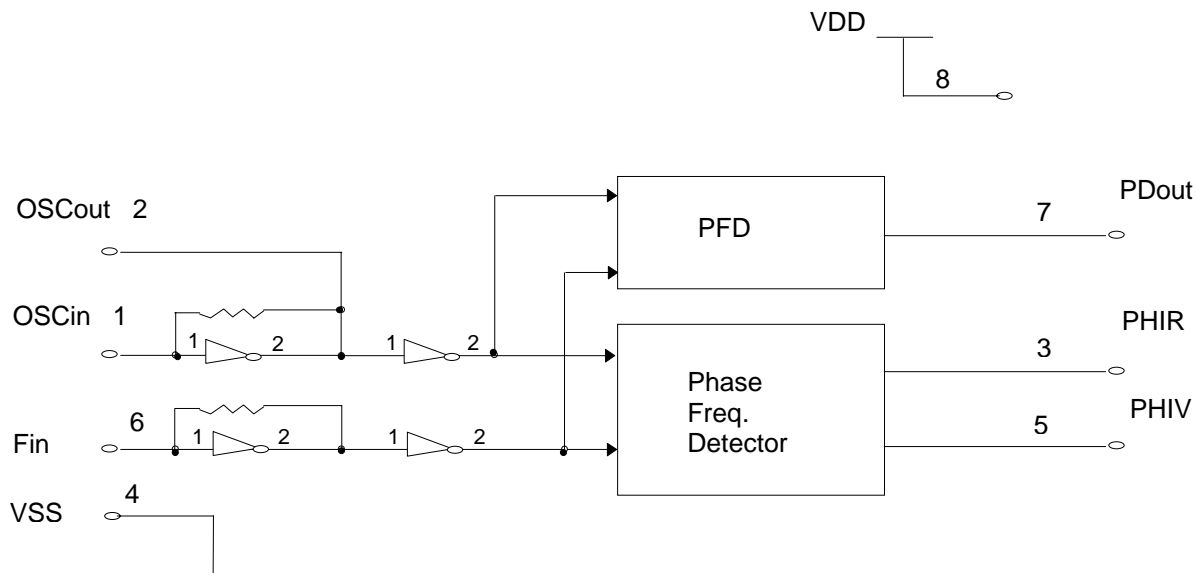 VDD
8
OSCout 2
PFD
7
PDout
OSCin 1
1
2
1
2
PHIR
3
Phase
Freq.
Detector
Fin
6
1
2
1
2
PHIV
5
VSS
4